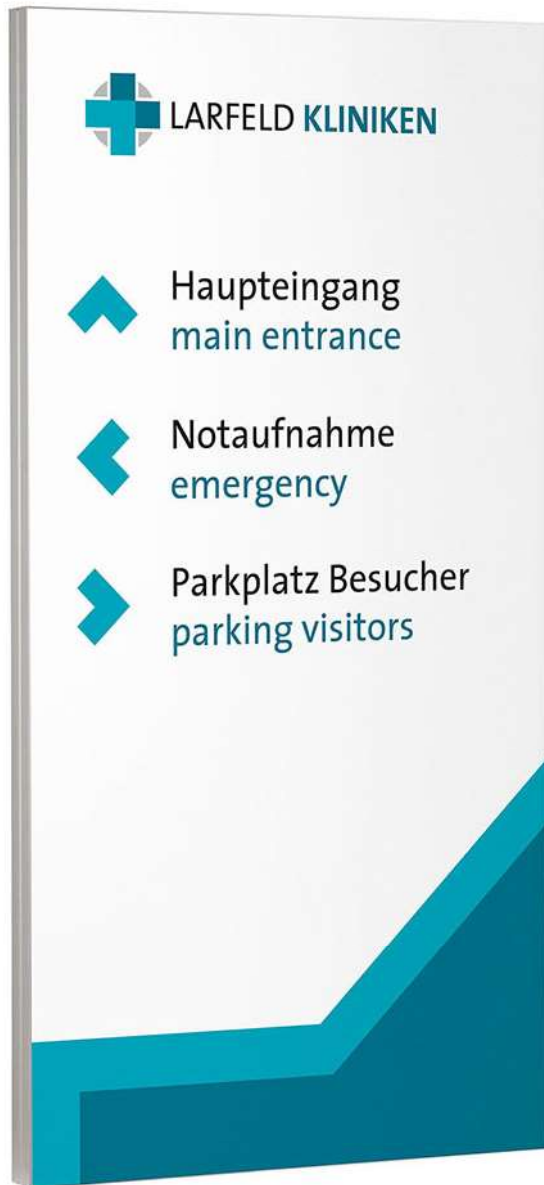 LARFELD KLINIKEN
Haupteingang
main entrance
Notaufnahme
emergency
Parkplatz Besucher
parking visitors